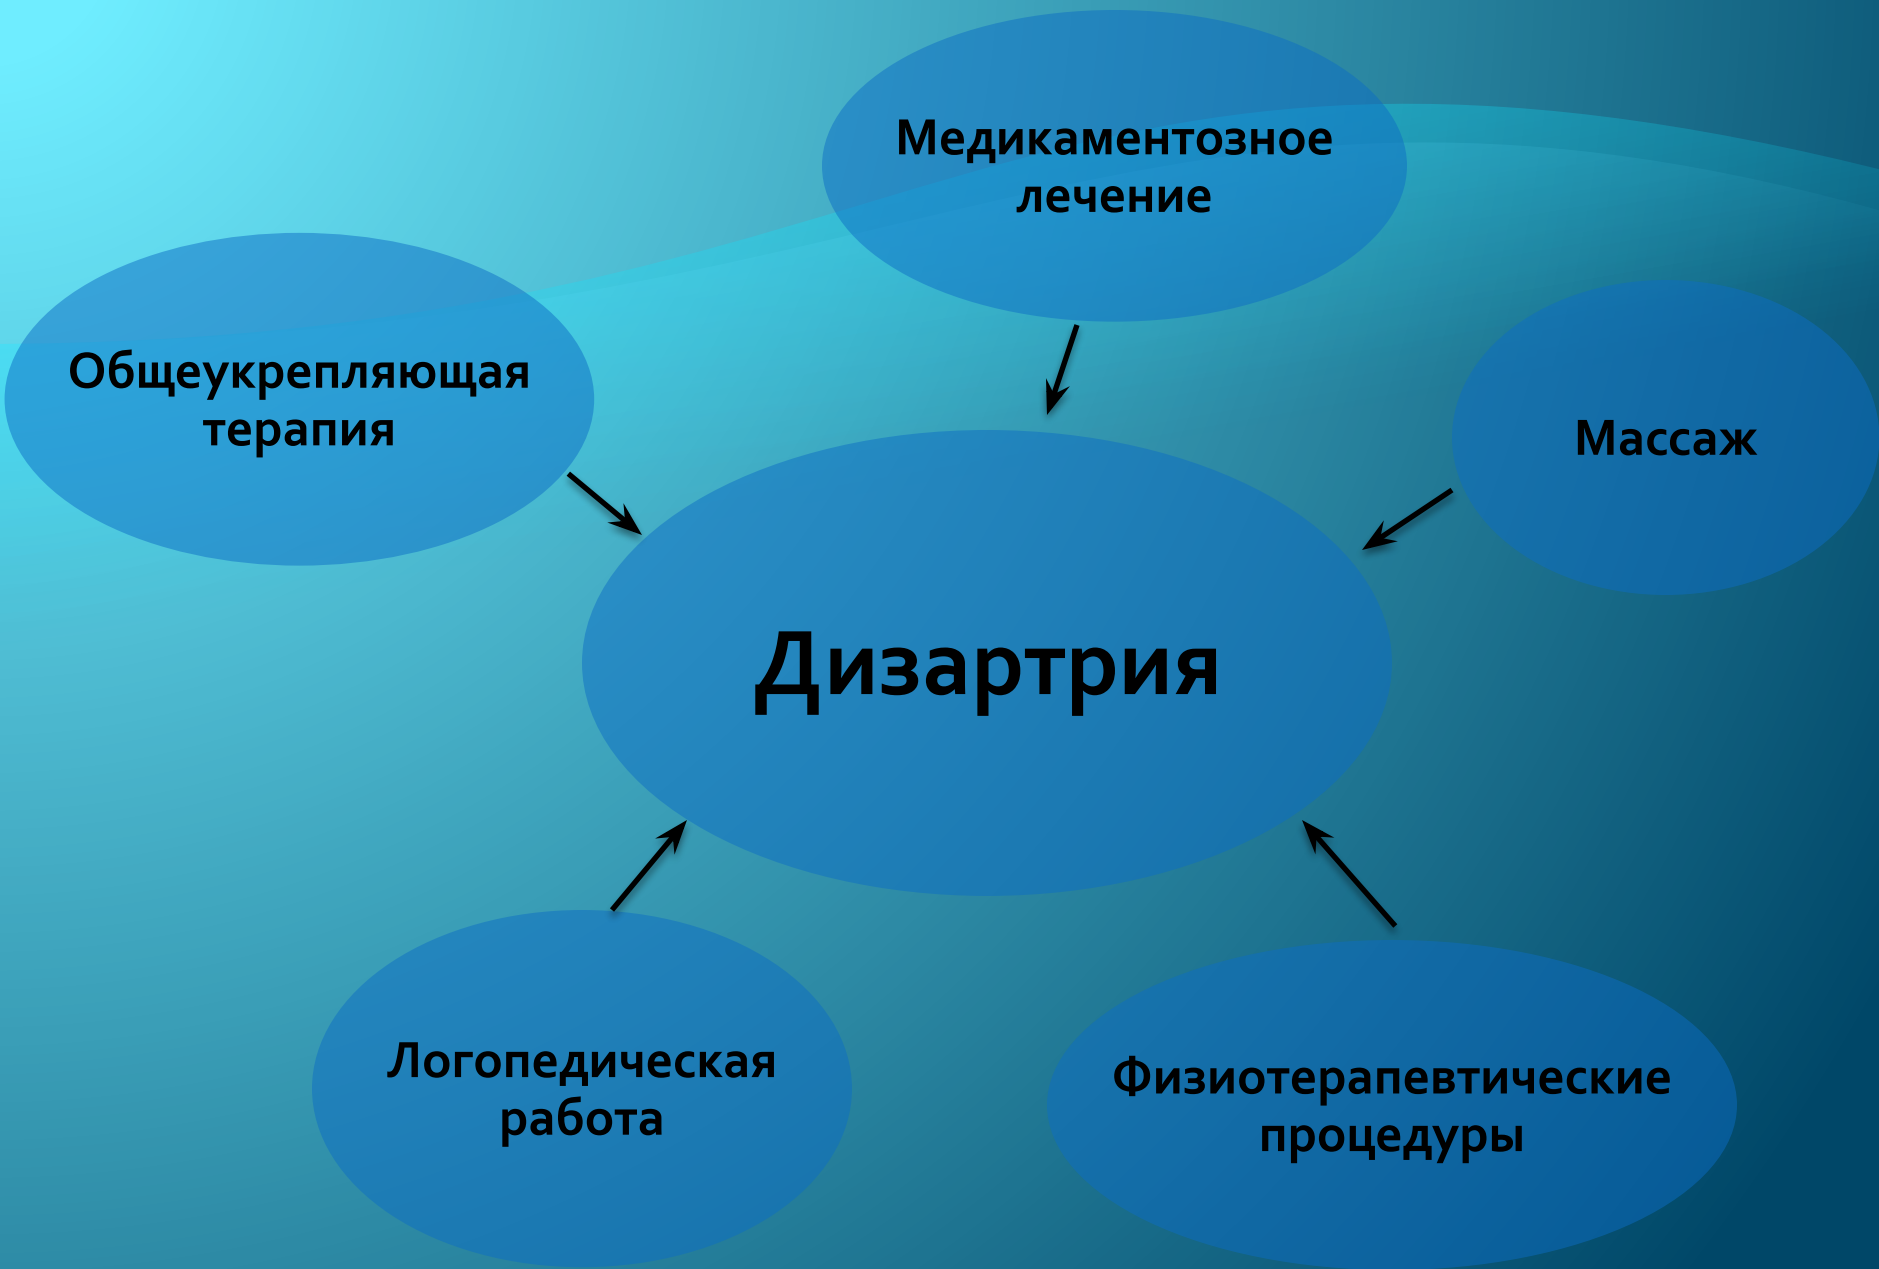 Медикаментозное
лечение
Общеукрепляющая
терапия
Массаж
Дизартрия
Логопедическая
работа
Физиотерапевтические
процедуры